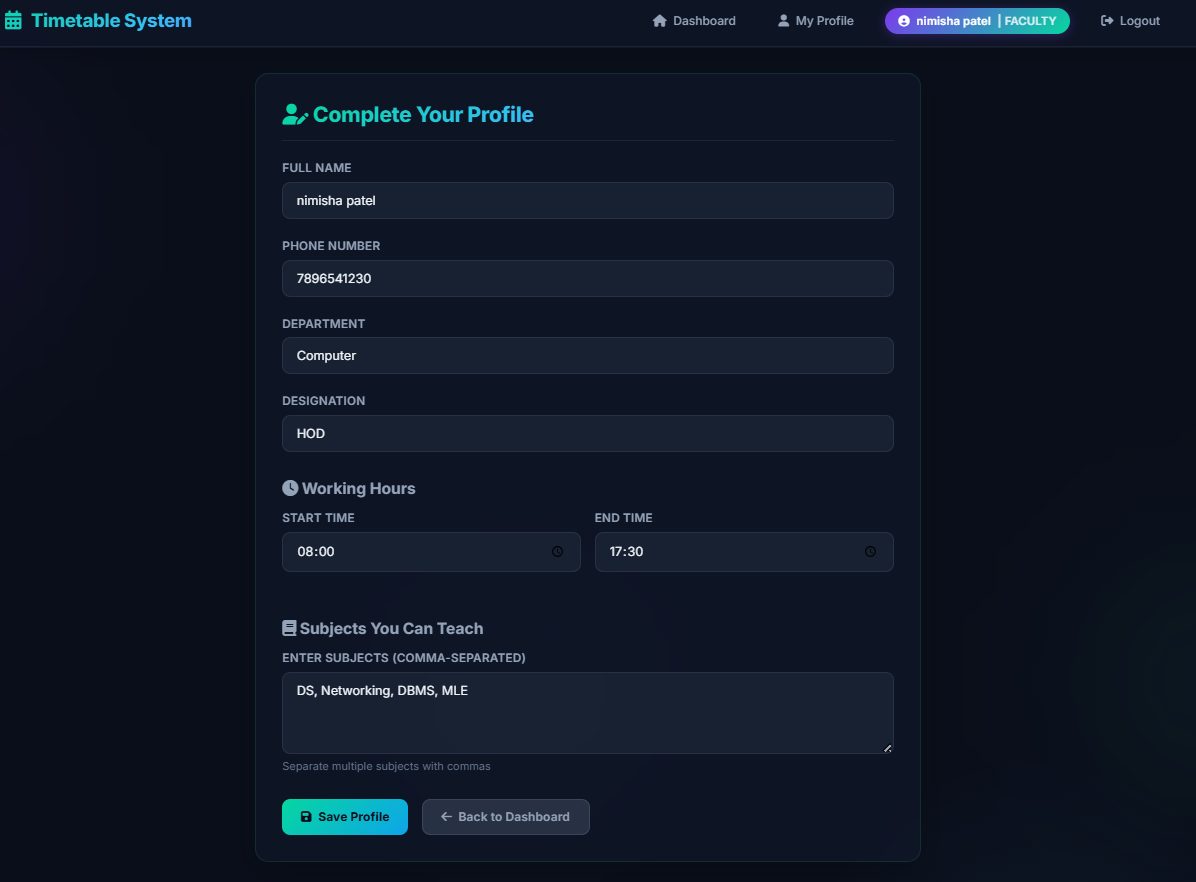 Timetable System
Dashboard
My Profile
nimisha patel | FACULTY
Logout
Complete Your Profile
FULL NAME
nimisha patel
PHONE NUMBER
7896541230
DEPARTMENT
Computer
DESIGNATION
HOD
Working Hours
START TIME
END TIME
08:00
17:30
Subjects You Can Teach
ENTER SUBJECTS (COMMA-SEPARATED)
DS, Networking, DBMS, MLE
Separate multiple subjects with commas
Save Profile
Back to Dashboard